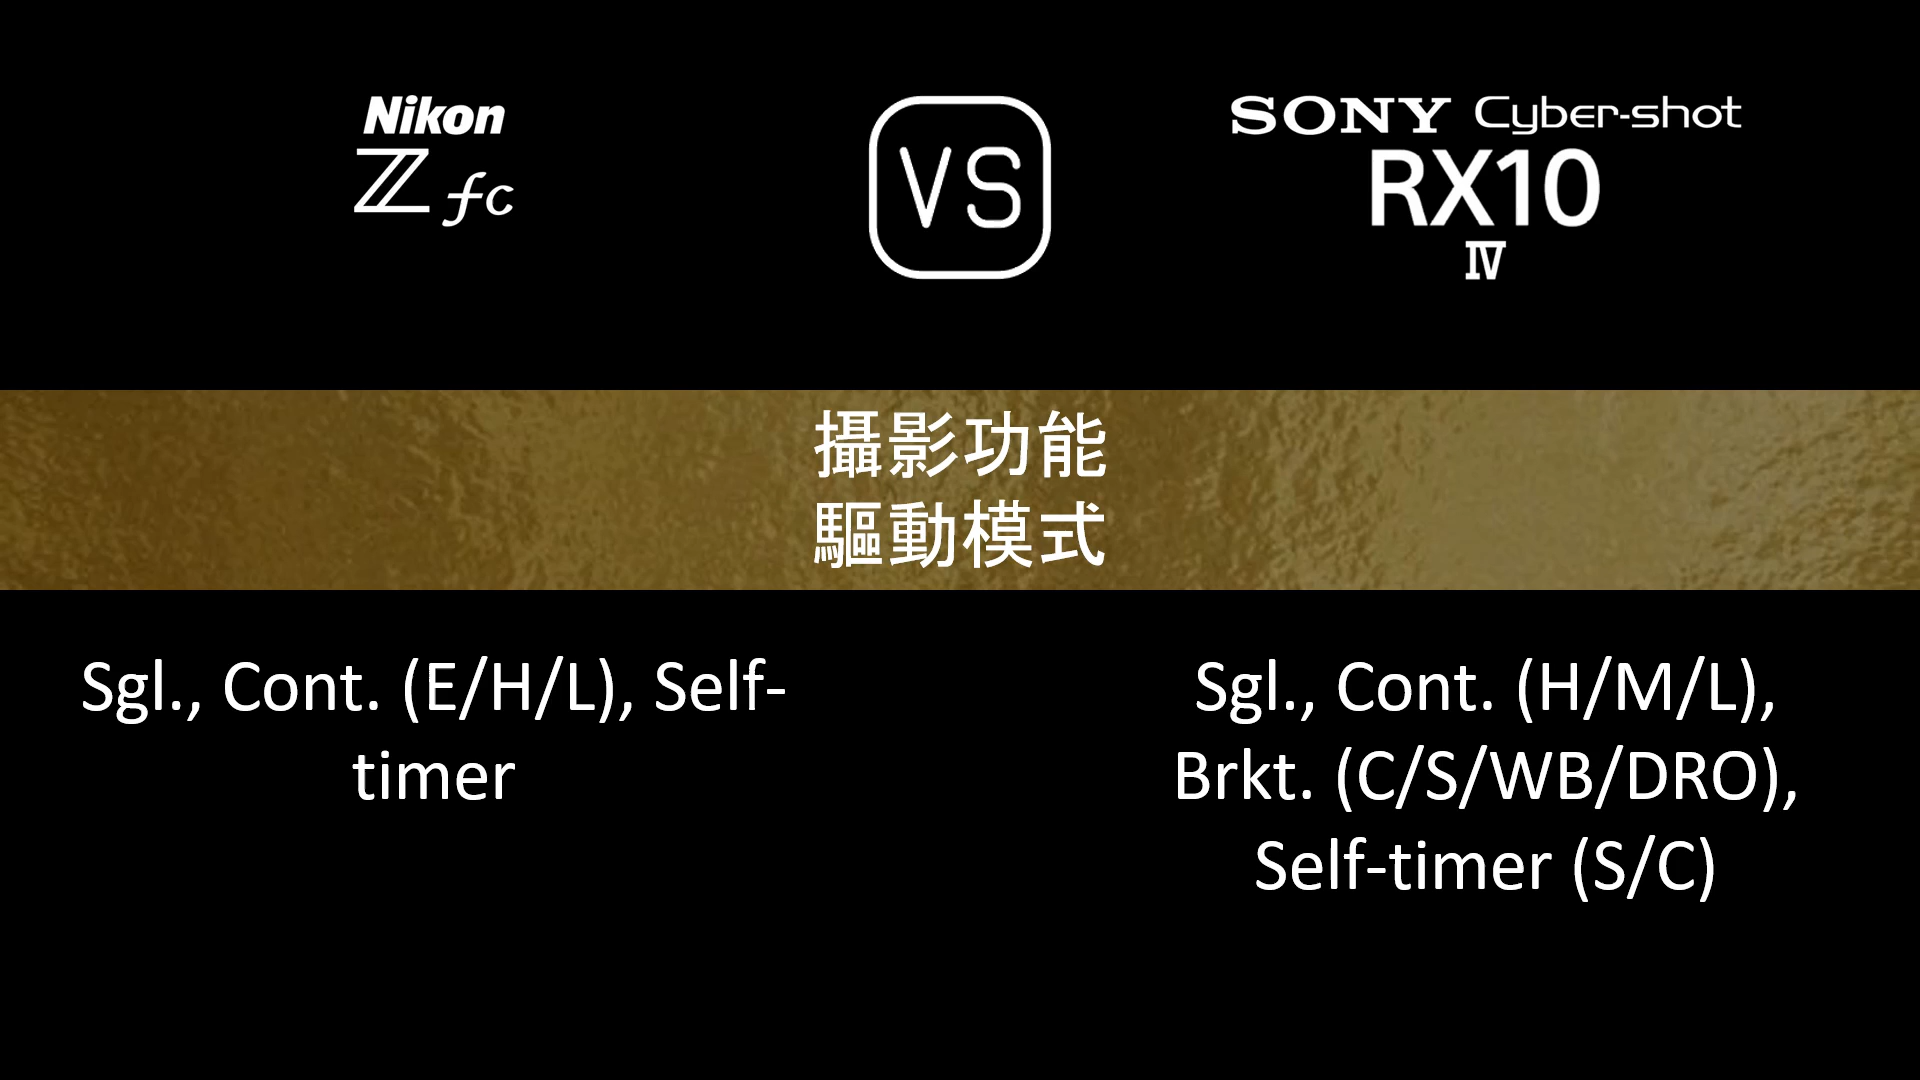 Nikon
Z fc
VS
SONY Cyber-shot
RX10
IV
攝影功能
驅動模式
Sgl., Cont. (E/H/L), Self-
timer
Sgl., Cont. (H/M/L),
Brkt. (C/S/WB/DRO),
Self-timer (S/C)